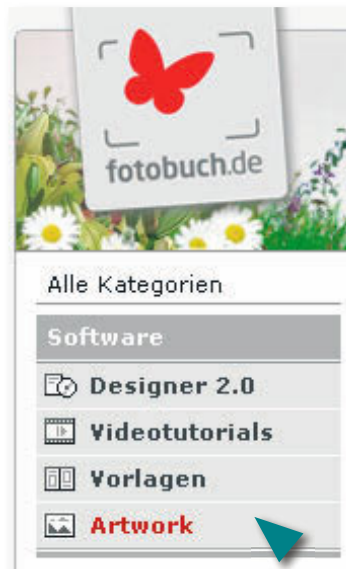 fotobuch.de
Alle Kategorien
Software
Designer 2.0
Videotutorials
Vorlagen
Artwork